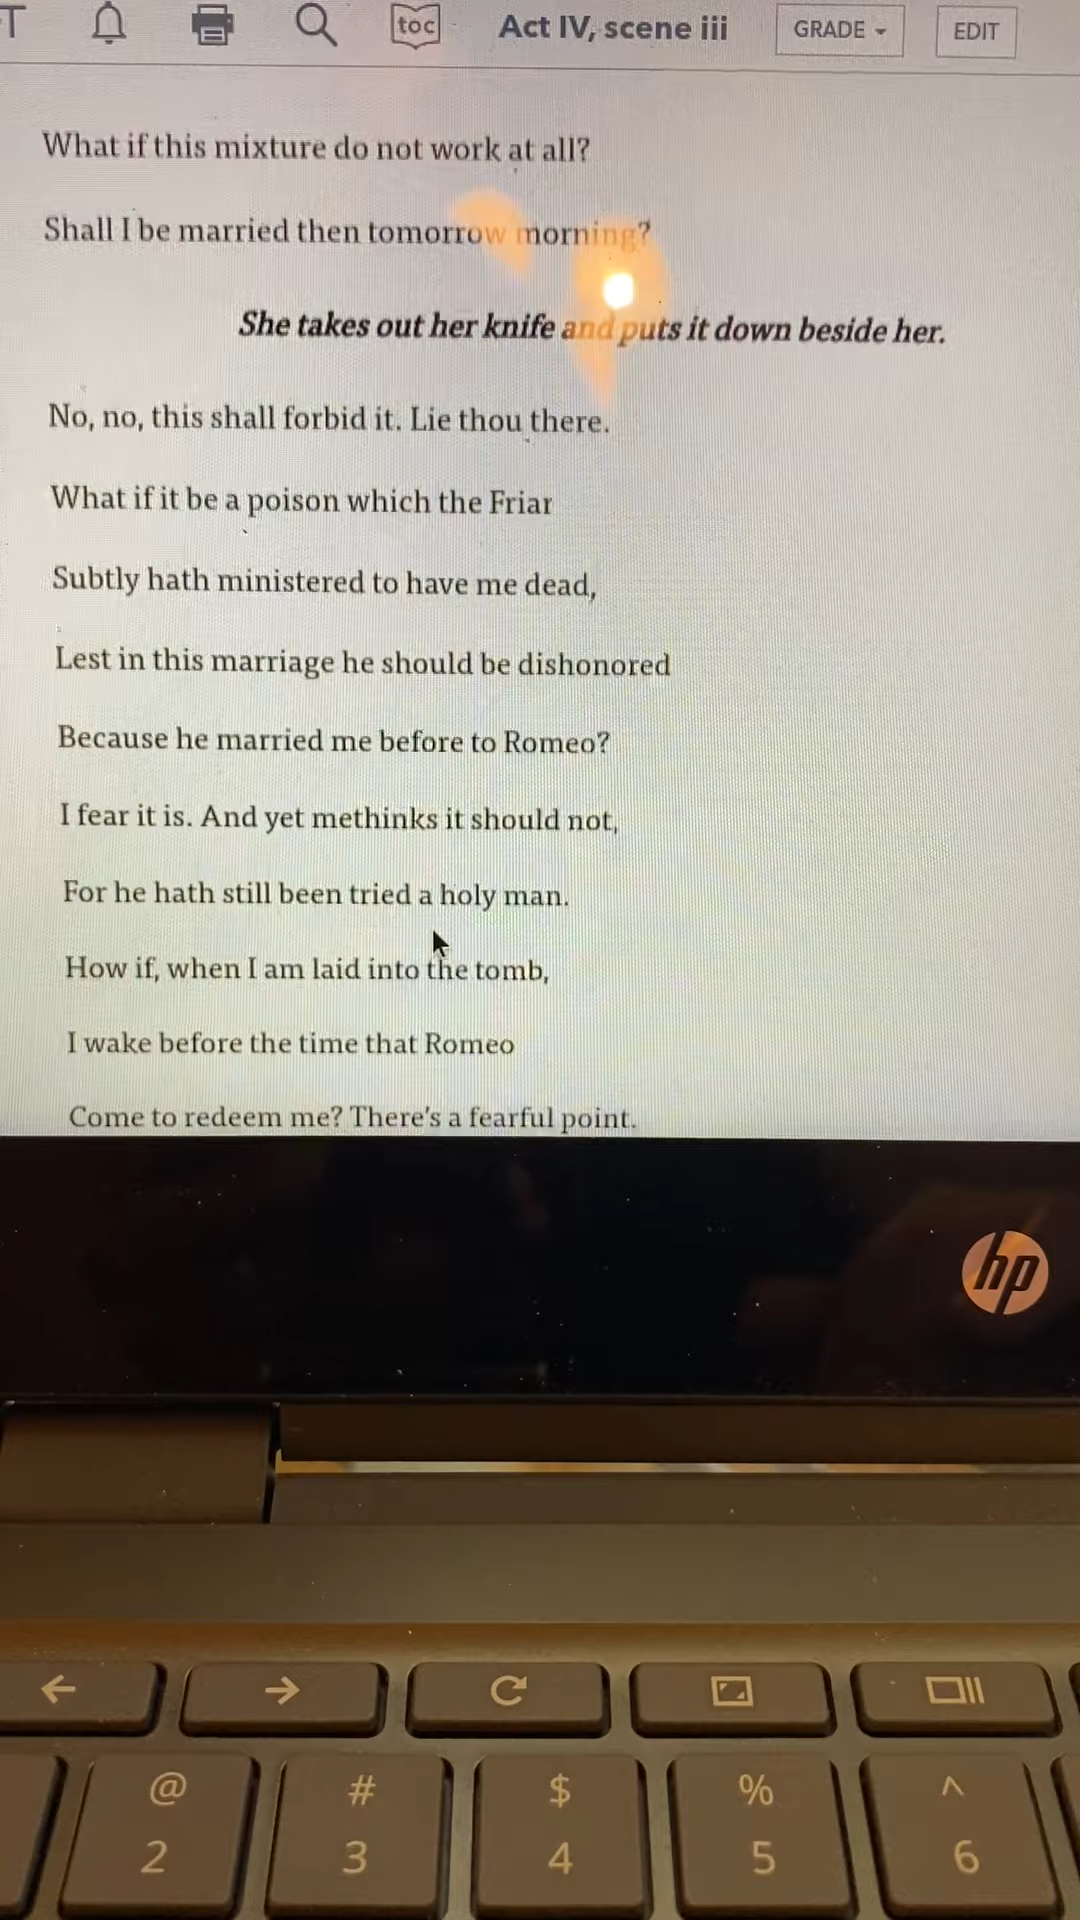 T toc Act IV, scene iii GRADE EDIT
What if this mixture do not work at all?
Shall I be married then tomorrow morning?
She takes out her knife and puts it down beside her.
No, no, this shall forbid it. Lie thou there.
What if it be a poison which the Friar
Subtly hath ministered to have me dead,
Lest in this marriage he should be dishonored
Because he married me before to Romeo?
I fear it is. And yet methinks it should not,
For he hath still been tried a holy man.
How if, when I am laid into the tomb,
I wake before the time that Romeo
Come to redeem me? There's a fearful point.
hp
@ # $ % ^
2 3 4 5 6